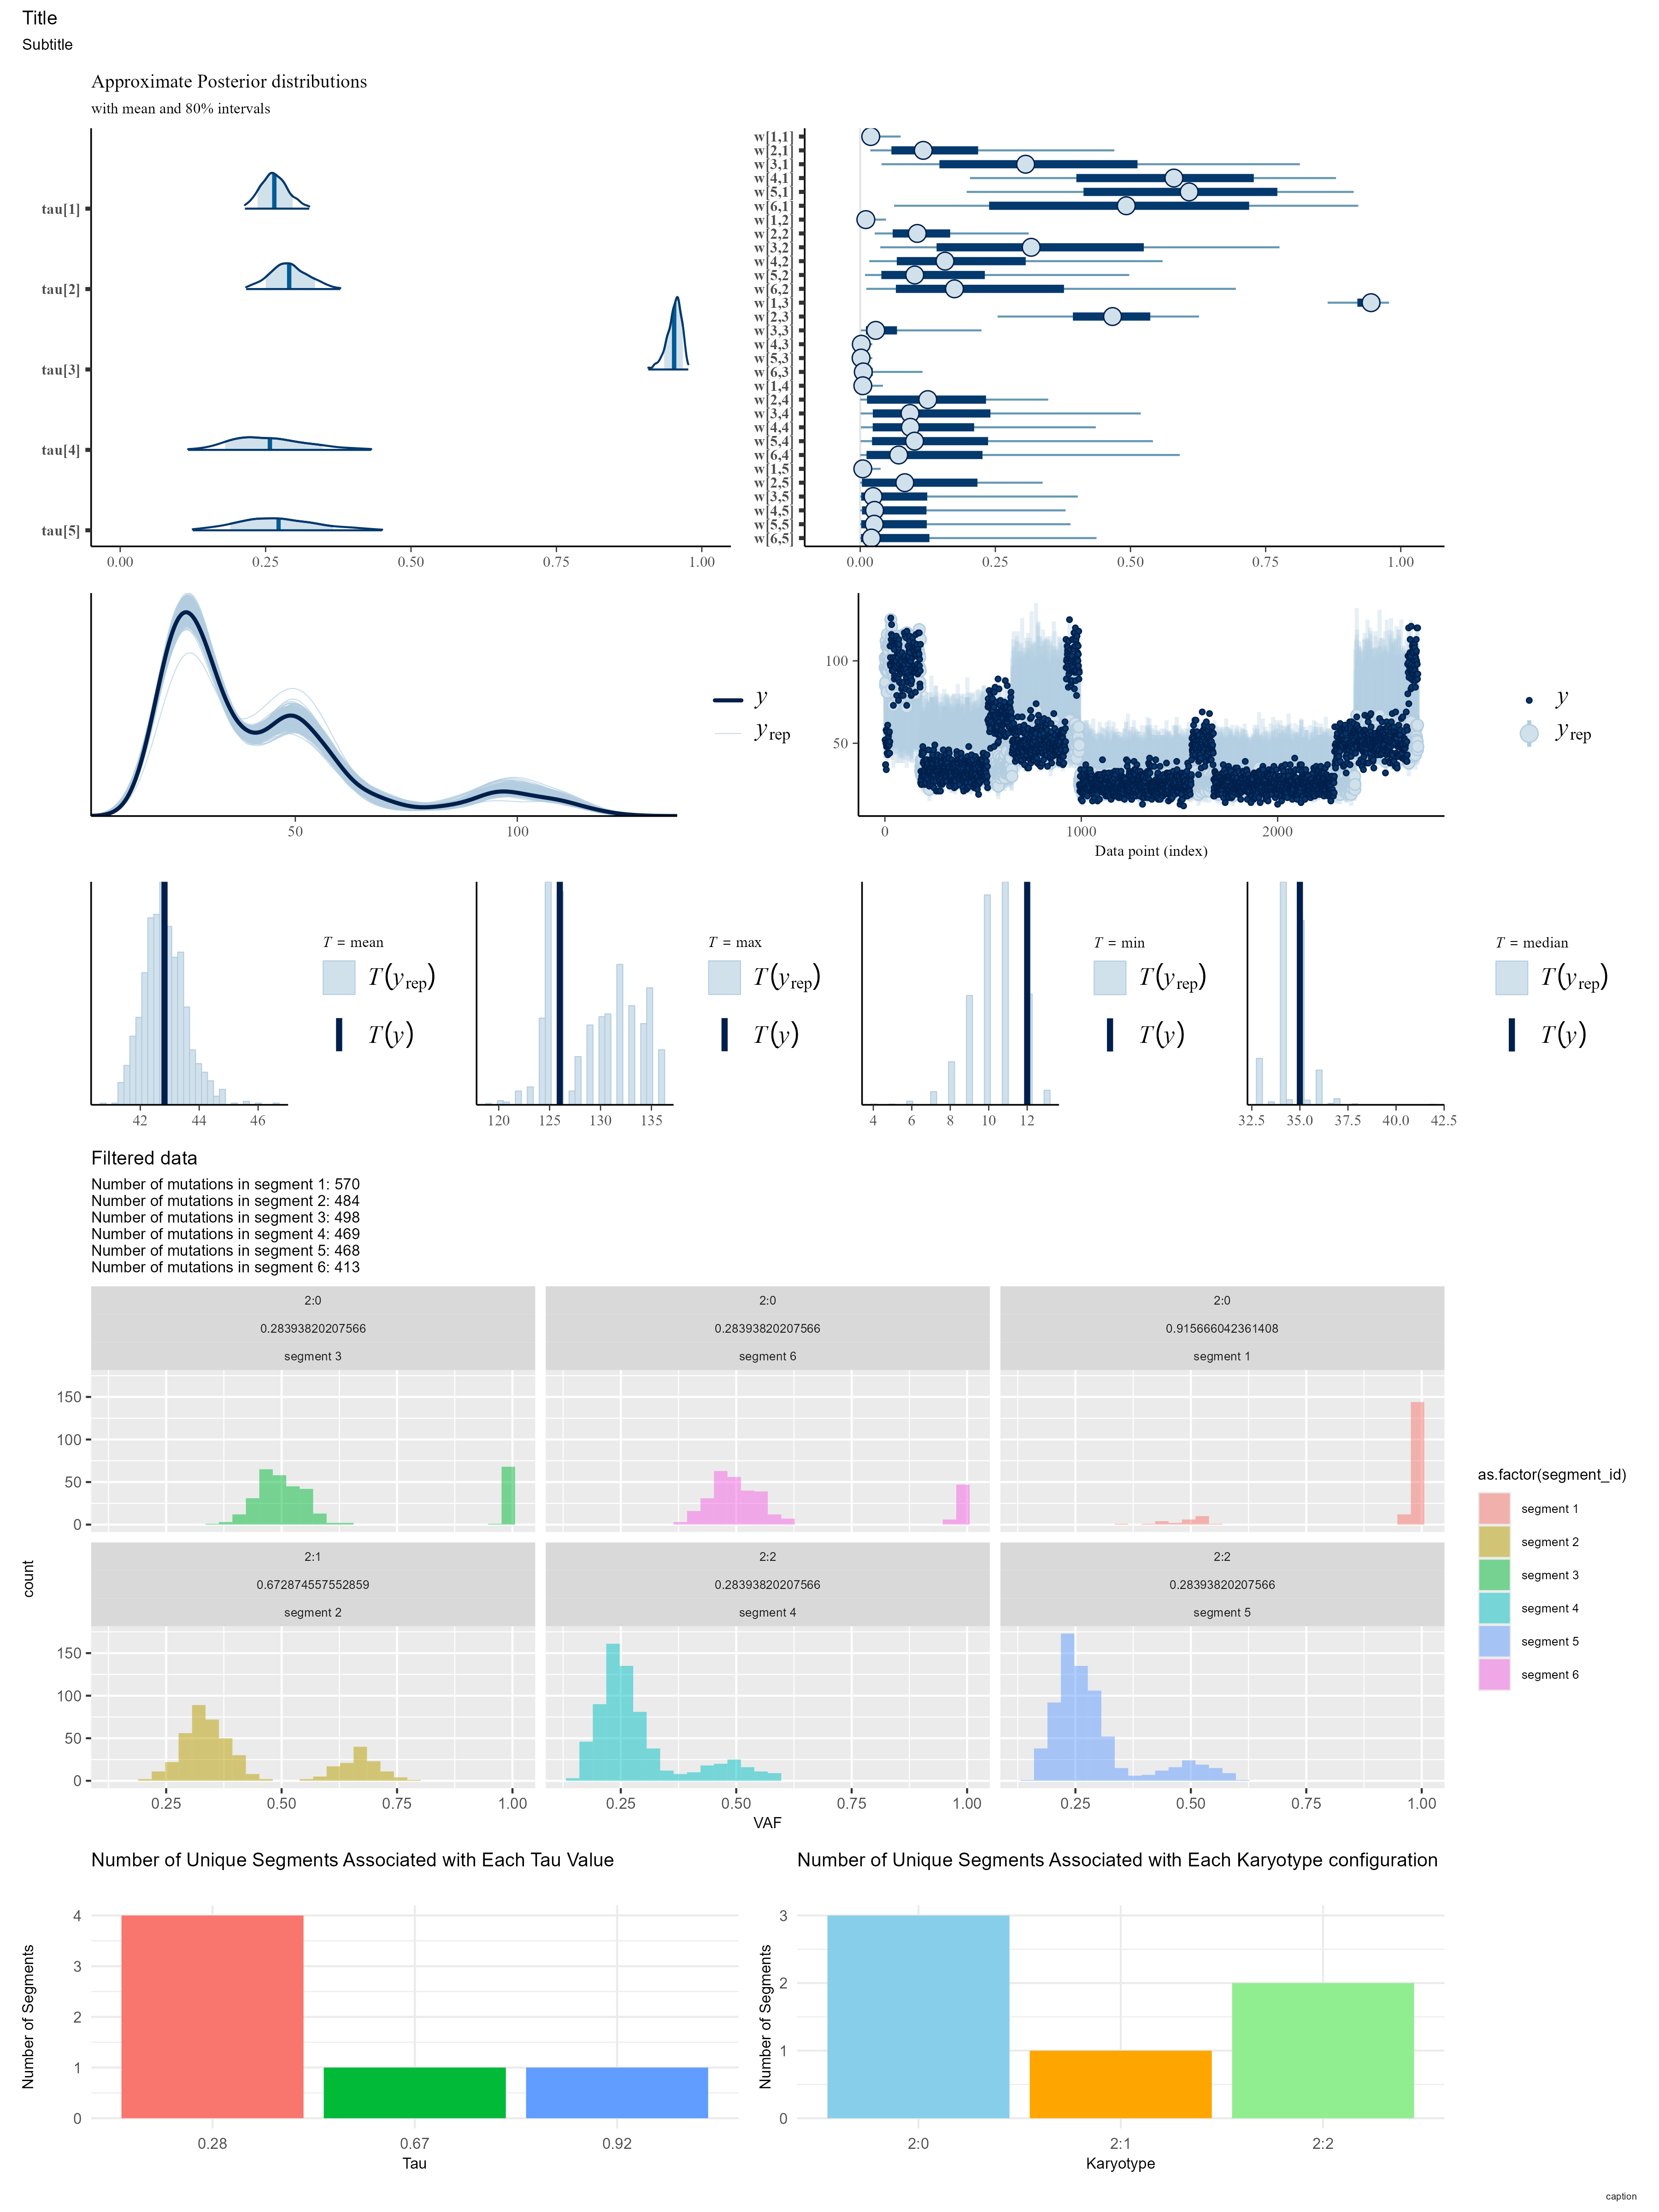 Title
Subtitle
Approximate Posterior distributions
with mean and 80% intervals
tau[1]
tau[2]
tau[3]
tau[4]
tau[5]
0.00 0.25 0.50 0.75 1.00
w[1,1]
w[2,1]
w[3,1]
w[4,1]
w[5,1]
w[6,1]
w[1,2]
w[2,2]
w[3,2]
w[4,2]
w[5,2]
w[6,2]
w[1,3]
w[2,3]
w[3,3]
w[4,3]
w[5,3]
w[6,3]
w[1,4]
w[2,4]
w[3,4]
w[4,4]
w[5,4]
w[6,4]
w[1,5]
w[2,5]
w[3,5]
w[4,5]
w[5,5]
w[6,5]
0.00 0.25 0.50 0.75 1.00
50 100
y
yrep
100
50
0 1000 2000
Data point (index)
y
yrep
42 44 46
T = mean
T(yrep)
T(y)
120 125 130 135
T = max
T(yrep)
T(y)
4 6 8 10 12
T = min
T(yrep)
T(y)
32.5 35.0 37.5 40.0 42.5
T = median
T(yrep)
T(y)
Filtered data
Number of mutations in segment 1: 570
Number of mutations in segment 2: 484
Number of mutations in segment 3: 498
Number of mutations in segment 4: 469
Number of mutations in segment 5: 468
Number of mutations in segment 6: 413
2:0 2:0 2:0
0.28393820207566 0.28393820207566 0.915666042361408
segment 3 segment 6 segment 1
150
100
50
0
2:1 2:2 2:2
0.672874557552859 0.28393820207566 0.28393820207566
segment 2 segment 4 segment 5
150
100
50
0
count
0.25 0.50 0.75 1.00 0.25 0.50 0.75 1.00 0.25 0.50 0.75 1.00
VAF
as.factor(segment_id)
segment 1
segment 2
segment 3
segment 4
segment 5
segment 6
Number of Unique Segments Associated with Each Tau Value
Number of Segments
4
3
2
1
0
0.28 0.67 0.92
Tau
Number of Unique Segments Associated with Each Karyotype configuration
Number of Segments
3
2
1
0
2:0 2:1 2:2
Karyotype
caption